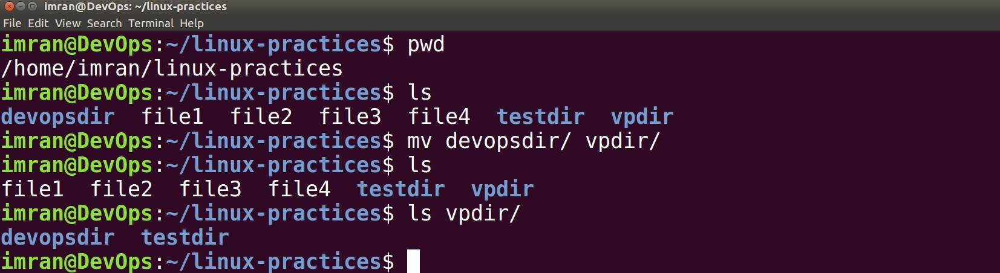 imran@DevOps: ~/linux-practices
File Edit View Search Terminal Help
imran@DevOps:~/linux-practices$ pwd
/home/imran/linux-practices
imran@DevOps:~/linux-practices$ ls
devopsdir  file1  file2  file3  file4  testdir  vpdir
imran@DevOps:~/linux-practices$ mv devopsdir/ vpdir/
imran@DevOps:~/linux-practices$ ls
file1  file2  file3  file4  testdir  vpdir
imran@DevOps:~/linux-practices$ ls vpdir/
devopsdir  testdir
imran@DevOps:~/linux-practices$